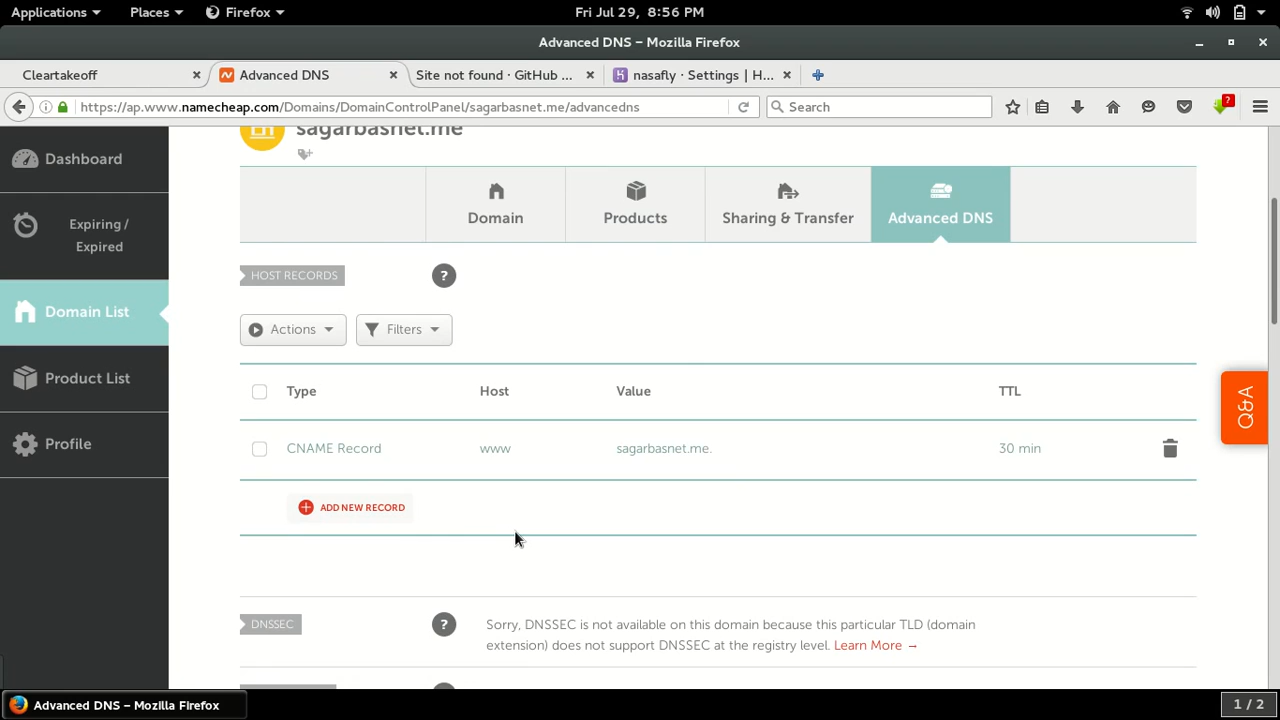 Applications Places Firefox Fri Jul 29, 8:56 PM
Advanced DNS – Mozilla Firefox
Cleartakeoff Advanced DNS Site not found · GitHub ... nasafly · Settings | H...
https://ap.www.namecheap.com/Domains/DomainControlPanel/sagarbasnet.me/advancedns Search ?
sagarbasnet.me
Dashboard
Expiring /
Expired
Domain List
Product List
Profile
Domain Products Sharing & Transfer Advanced DNS
HOST RECORDS ?
Actions Filters
Type Host Value TTL
CNAME Record www sagarbasnet.me. 30 min
ADD NEW RECORD
Q&A
DNSSEC ? Sorry, DNSSEC is not available on this domain because this particular TLD (domain
extension) does not support DNSSEC at the registry level. Learn More →
Advanced DNS – Mozilla Firefox 1 / 2